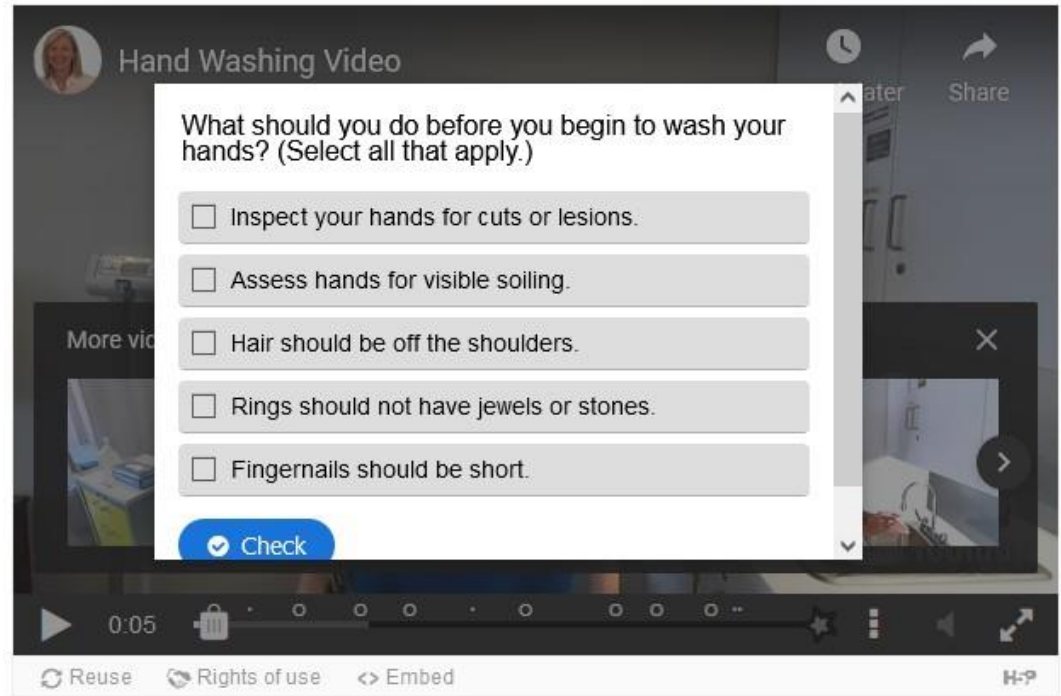 Hand Washing Video
Share
ater
What should you do before you begin to wash your
hands? (Select all that apply.)
Inspect your hands for cuts or lesions.
Assess hands for visible soiling.
Hair should be off the shoulders.
Rings should not have jewels or stones.
Fingernails should be short.
More vid
Check
0:05
Reuse
Rights of use
<> Embed
H5P